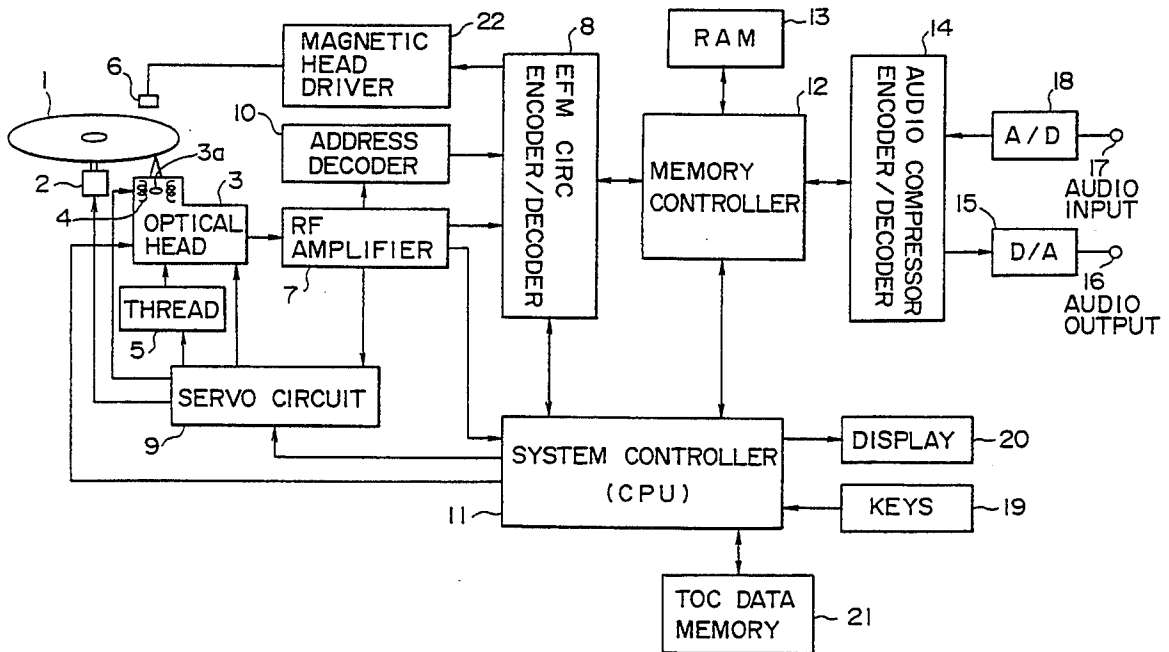 1
6
MAGNETIC
HEAD
DRIVER
22
8
EFM CIRC
ENCODER/DECODER
RAM
13
12
MEMORY
CONTROLLER
14
AUDIO COMPRESSOR
ENCODER/DECODER
18
A/D
17
AUDIO
INPUT
15
D/A
16
AUDIO
OUTPUT
10
ADDRESS
DECODER
2
3a
3
4
OPTICAL
HEAD
RF
AMPLIFIER
7
THREAD
5
SERVO CIRCUIT
9
SYSTEM CONTROLLER
(CPU)
11
DISPLAY
20
KEYS
19
TOC DATA
MEMORY
21